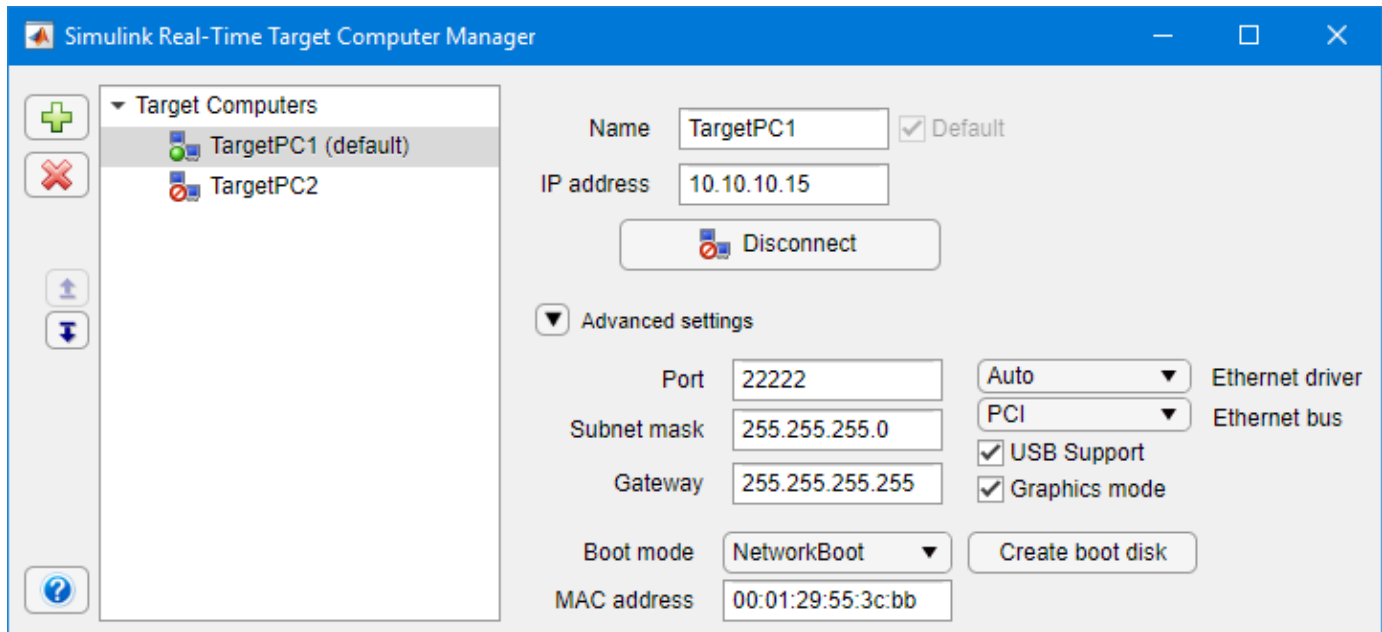 Simulink Real-Time Target Computer Manager
Target Computers
TargetPC1 (default)
TargetPC2
Name TargetPC1 Default
IP address 10.10.10.15
Disconnect
Advanced settings
Port 22222 Auto Ethernet driver
Subnet mask 255.255.255.0 PCI Ethernet bus
USB Support
Gateway 255.255.255.255 Graphics mode
Boot mode NetworkBoot Create boot disk
MAC address 00:01:29:55:3c:bb